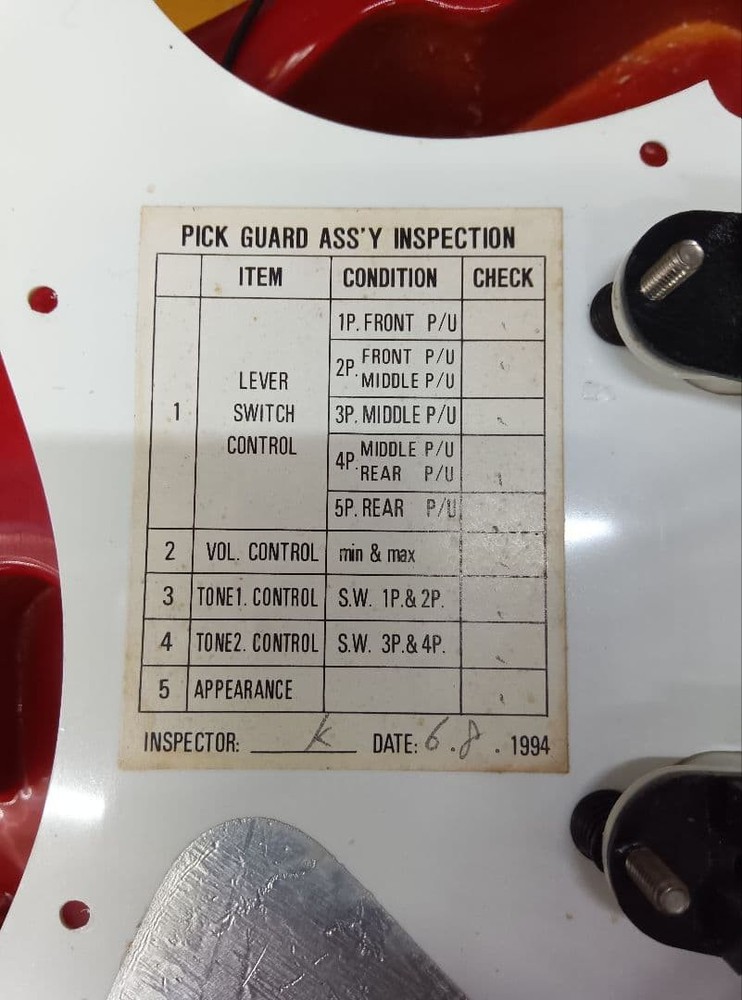 PICK GUARD ASS'Y INSPECTION
ITEM CONDITION CHECK
1 LEVER SWITCH CONTROL
1P. FRONT P/U
2P. FRONT P/U
MIDDLE P/U
3P. MIDDLE P/U
4P. MIDDLE P/U
REAR P/U
5P. REAR P/U
2 VOL. CONTROL min & max
3 TONE1. CONTROL S.W. 1P.& 2P.
4 TONE2. CONTROL S.W. 3P.& 4P.
5 APPEARANCE
INSPECTOR: K DATE: 6.8.1994